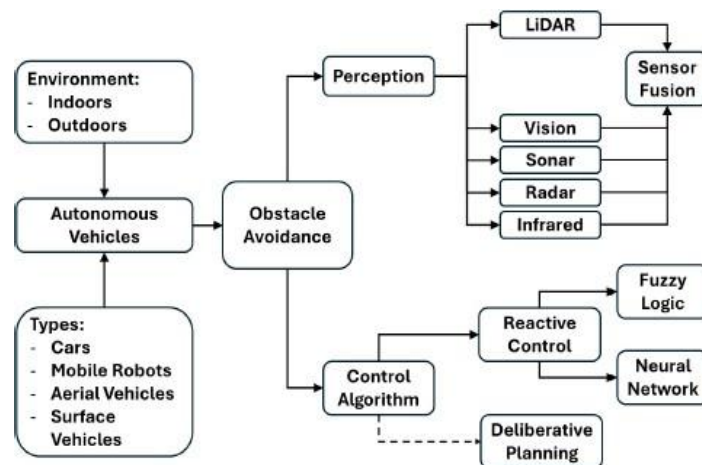 Environment:
- Indoors
- Outdoors
Autonomous
Vehicles
Types:
- Cars
- Mobile Robots
- Aerial Vehicles
- Surface
Vehicles
Obstacle
Avoidance
Perception
LiDAR
Vision
Sonar
Radar
Infrared
Sensor
Fusion
Control
Algorithm
Reactive
Control
Fuzzy
Logic
Neural
Network
Deliberative
Planning